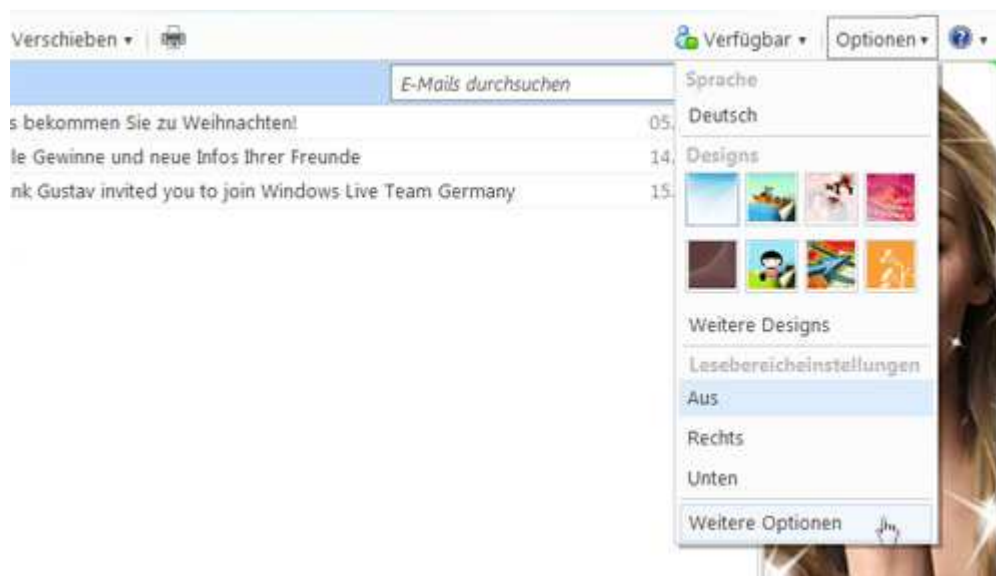 Verschieben
Verfügbar
Optionen
E-Mails durchsuchen
s bekommen Sie zu Weihnachten! 05.
le Gewinne und neue Infos Ihrer Freunde 14.
nk Gustav invited you to join Windows Live Team Germany 15.
Sprache
Deutsch
Designs
Weitere Designs
Lesebereicheinstellungen
Aus
Rechts
Unten
Weitere Optionen